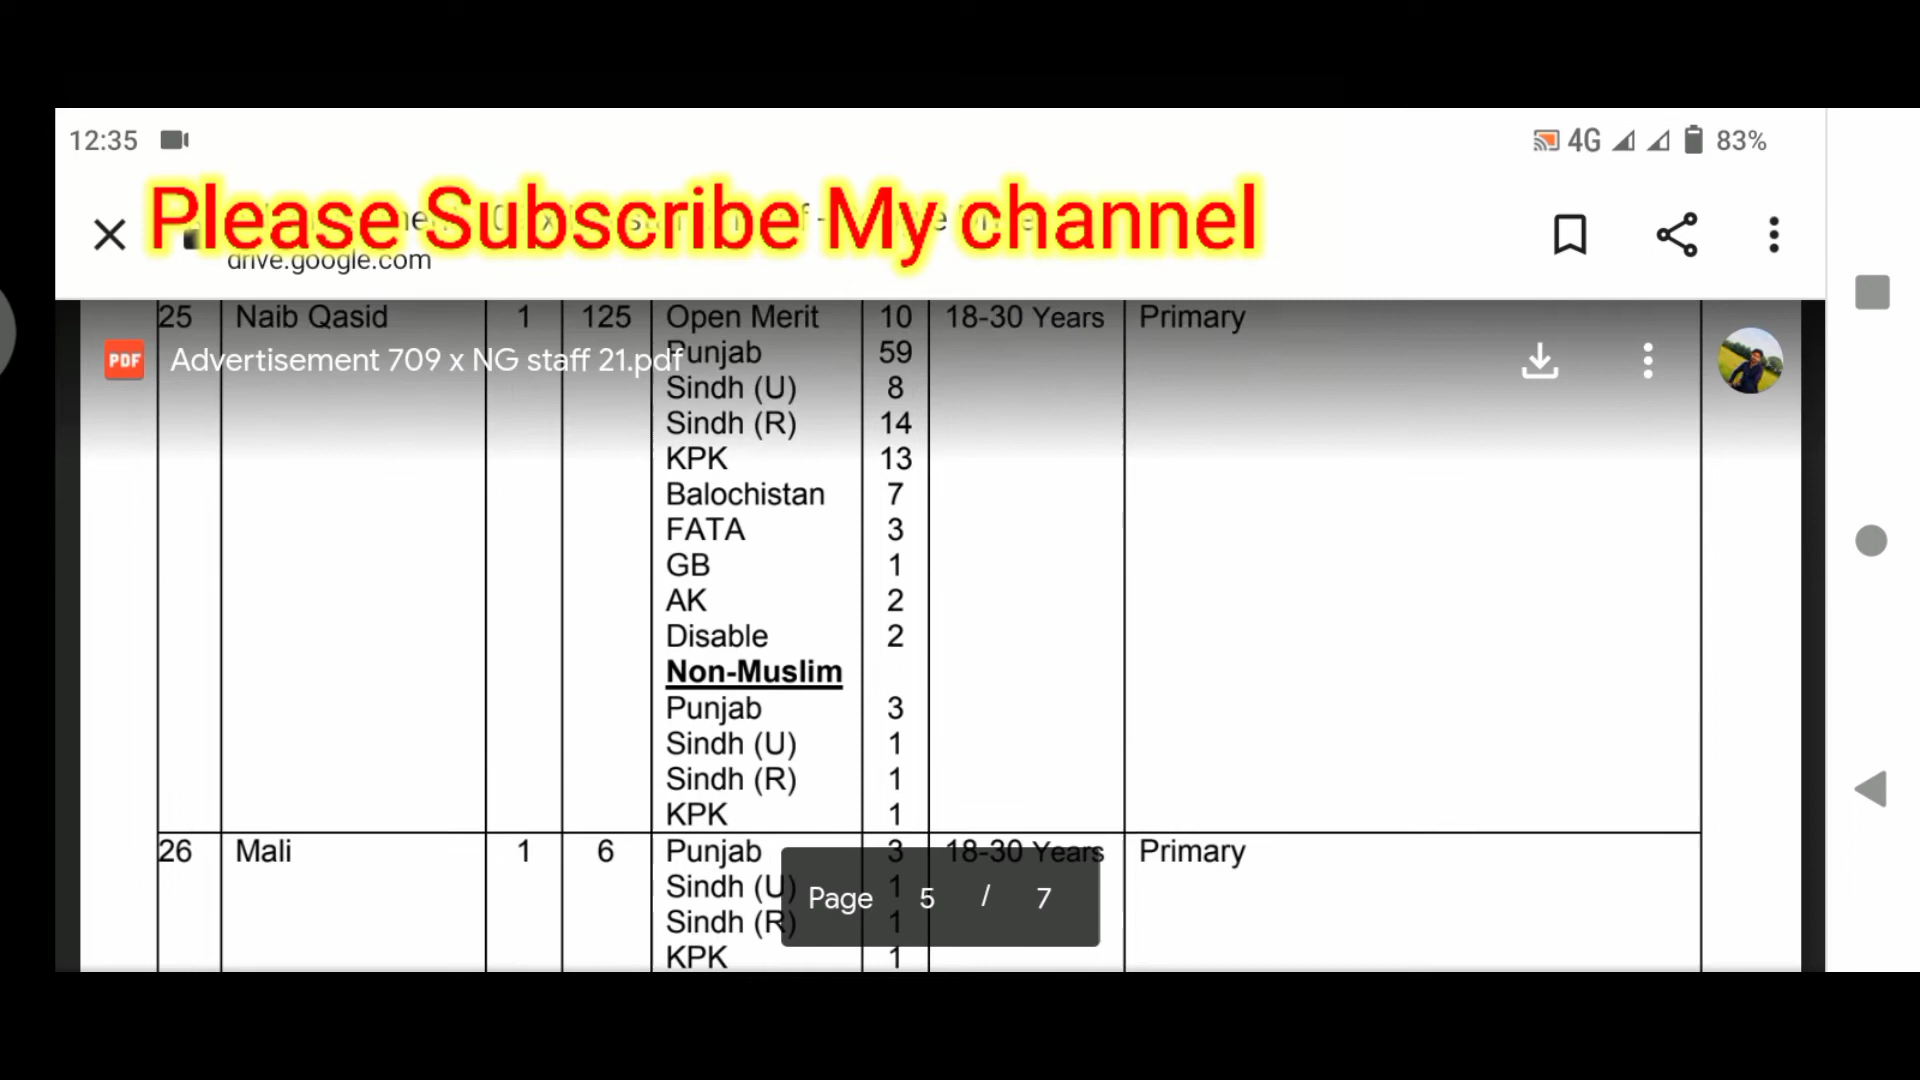 12:35
4G 83%
Please Subscribe My channel
drive.google.com
25 Naib Qasid 1 125 Open Merit 10 18-30 Years Primary
PDF Advertisement 709 x NG staff 21.pdf
Punjab 59
Sindh (U) 8
Sindh (R) 14
KPK 13
Balochistan 7
FATA 3
GB 1
AK 2
Disable 2
Non-Muslim
Punjab 3
Sindh (U) 1
Sindh (R) 1
KPK 1
26 Mali 1 6 Punjab 3 18-30 Years Primary
Sindh (U) 1
Page 5 / 7
Sindh (R) 1
KPK 1